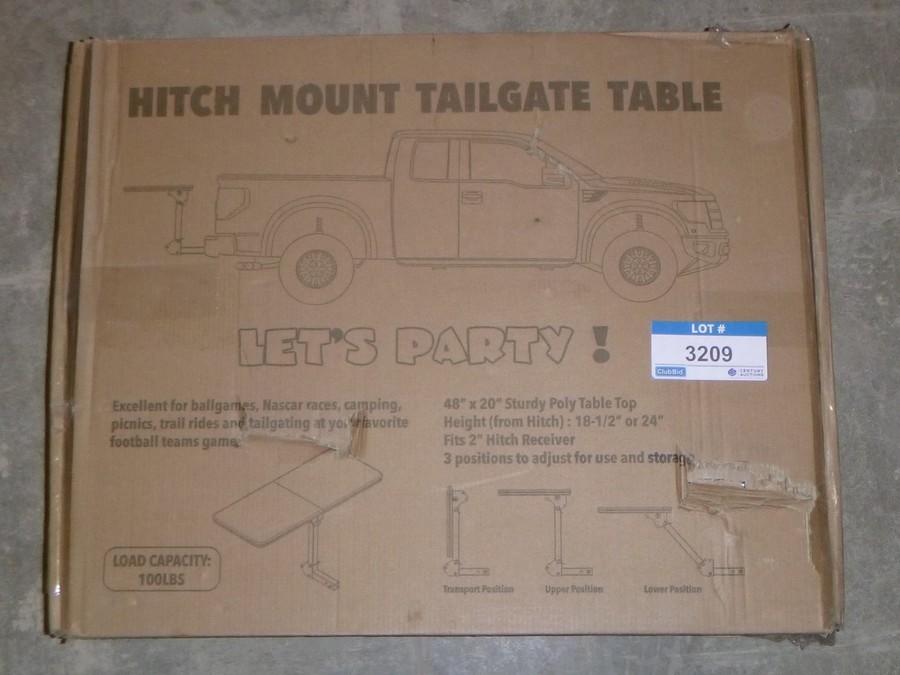 HITCH MOUNT TAILGATE TABLE
LET'S PARTY !
LOT #
3209
ClubBid
CENTURY
AUCTIONS
Excellent for ballgames, Nascar races, camping,
picnics, trail rides and tailgating at your favorite
football teams game
48" x 20" Sturdy Poly Table Top
Height (from Hitch) : 18-1/2" or 24"
Fits 2" Hitch Receiver
3 positions to adjust for use and storage
LOAD CAPACITY:
100LBS
Transport Position
Upper Position
Lower Position